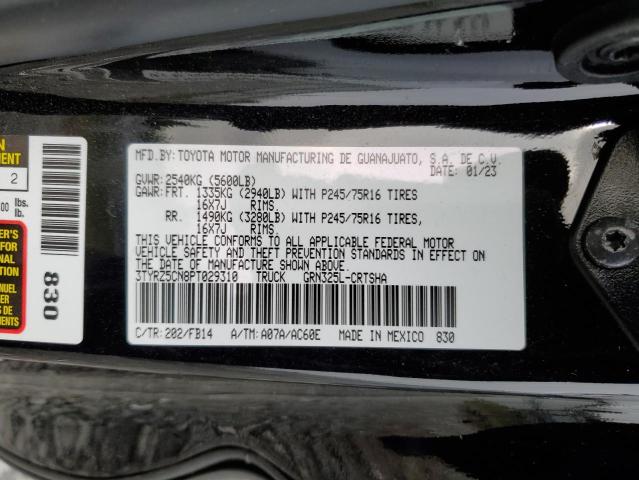 MFD.BY: TOYOTA MOTOR MANUFACTURING DE GUANAJUATO, S.A. DE C.V.
DATE: 01/23
GVWR: 2540KG (5600LB)
GAWR: FRT. 1335KG (2940LB) WITH P245/75R16 TIRES
16X7J RIMS.
RR. 1490KG (3280LB) WITH P245/75R16 TIRES,
16X7J RIMS.
THIS VEHICLE CONFORMS TO ALL APPLICABLE FEDERAL MOTOR
VEHICLE SAFETY AND THEFT PREVENTION STANDARDS IN EFFECT ON
THE DATE OF MANUFACTURE SHOWN ABOVE.
3TYRZ5CN8PT029310 TRUCK GRN325L-CRTSHA
C/TR: 202/FB14 A/TM: A07A/AC60E MADE IN MEXICO 830
2
lbs.
lb.
830